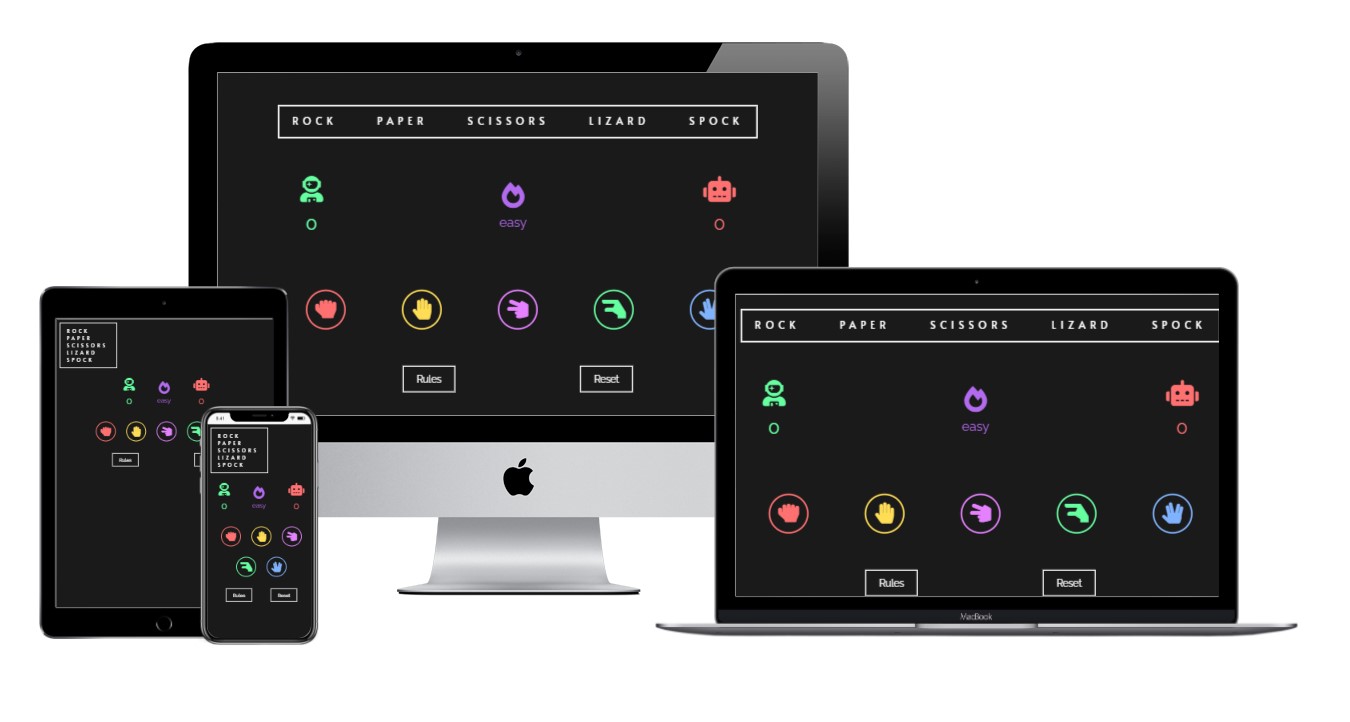 ROCK PAPER SCISSORS LIZARD SPOCK
0 easy 0
Rules Reset
ROCK
PAPER
SCISSORS
LIZARD
SPOCK
0 easy 0
Rules
9:41
ROCK
PAPER
SCISSORS
LIZARD
SPOCK
0 easy 0
Rules Reset
ROCK PAPER SCISSORS LIZARD SPOCK
0 easy 0
Rules Reset
MacBook